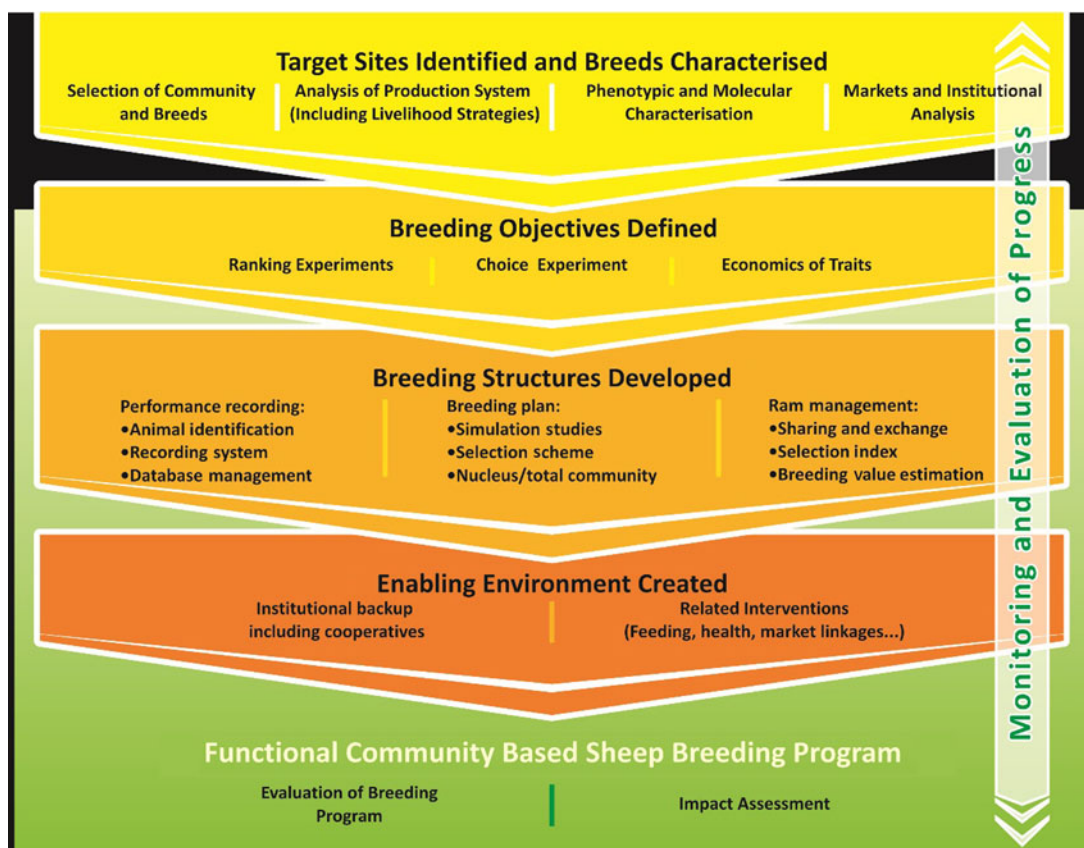 Target Sites Identified and Breeds Characterised
Selection of Community
and Breeds
Analysis of Production System
(Including Livelihood Strategies)
Phenotypic and Molecular
Characterisation
Markets and Institutional
Analysis
Breeding Objectives Defined
Ranking Experiments
Choice Experiment
Economics of Traits
Breeding Structures Developed
Performance recording:
•Animal identification
•Recording system
•Database management
Breeding plan:
•Simulation studies
•Selection scheme
•Nucleus/total community
Ram management:
•Sharing and exchange
•Selection index
•Breeding value estimation
Enabling Environment Created
Institutional backup
including cooperatives
Related Interventions
(Feeding, health, market linkages...)
Functional Community Based Sheep Breeding Program
Evaluation of Breeding
Program
Impact Assessment
Monitoring and Evaluation of Progress